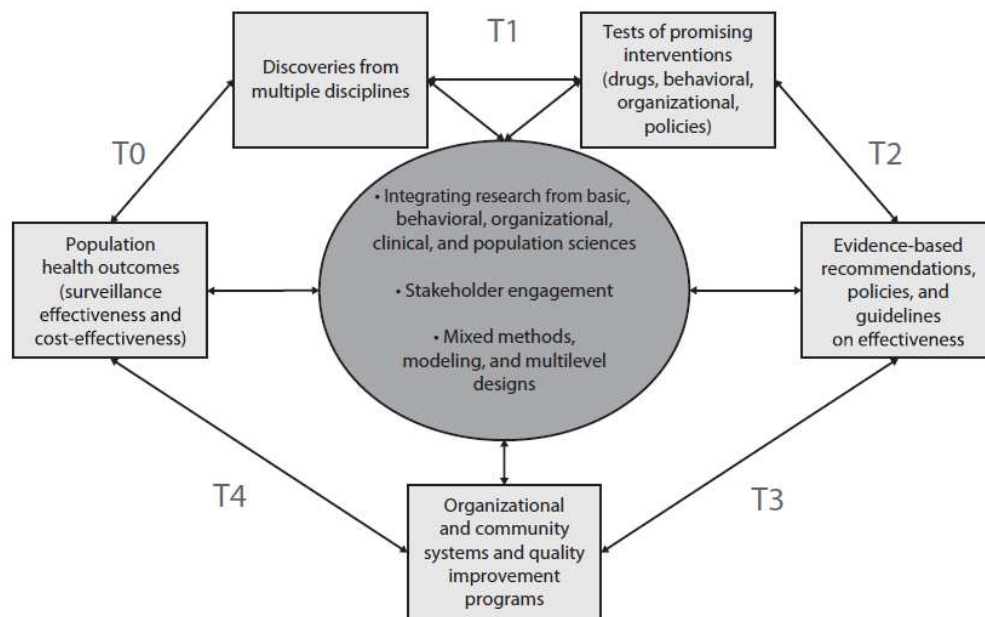 T1
Discoveries from
multiple disciplines
Tests of promising
interventions
(drugs, behavioral,
organizational,
policies)
T0
T2
• Integrating research from basic,
behavioral, organizational,
clinical, and population sciences
• Stakeholder engagement
• Mixed methods,
modeling, and multilevel
designs
Population
health outcomes
(surveillance
effectiveness and
cost-effectiveness)
Evidence-based
recommendations,
policies, and
guidelines
on effectiveness
T4
T3
Organizational
and community
systems and quality
improvement
programs